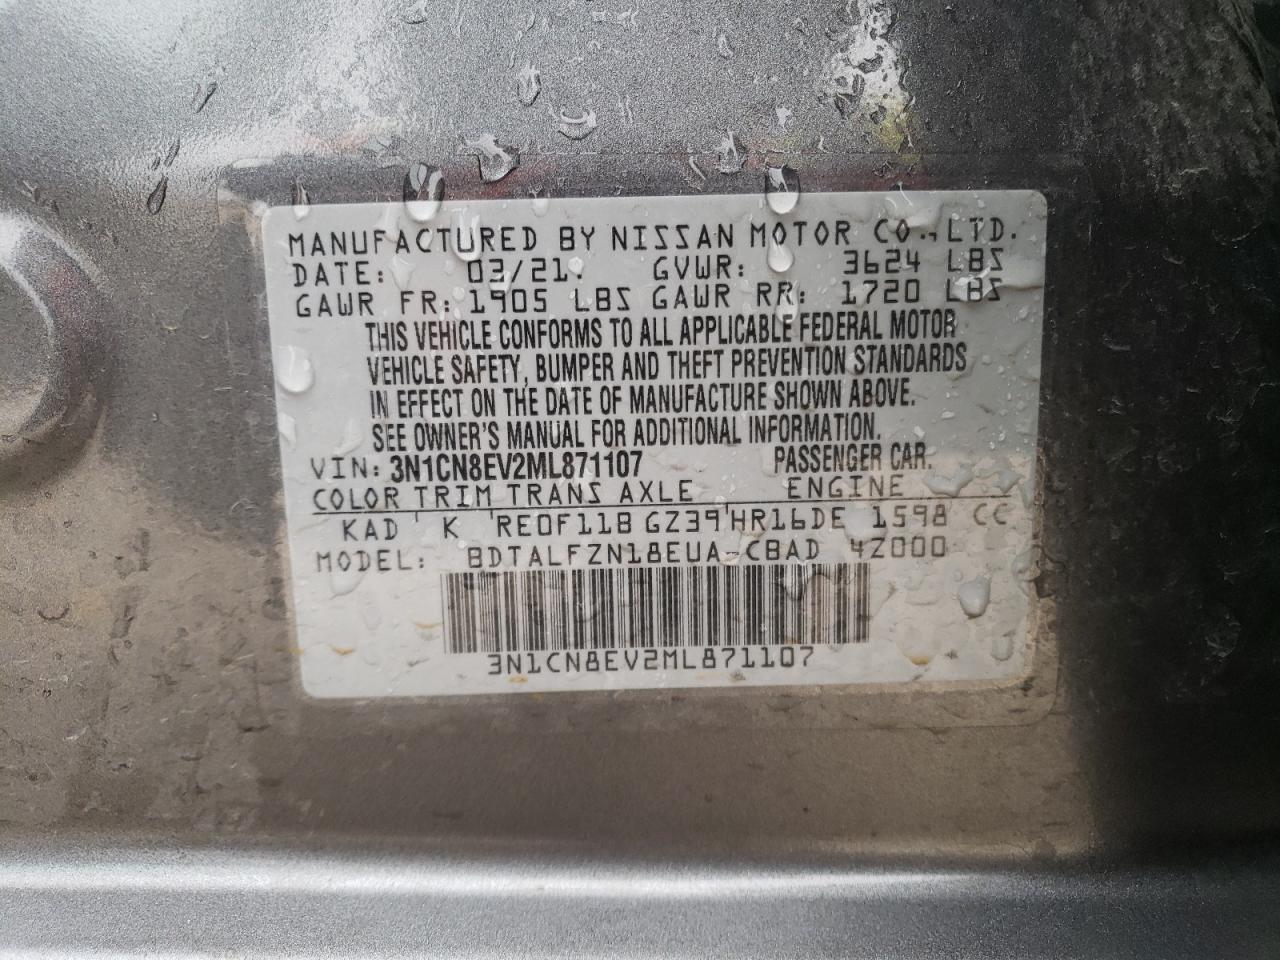 MANUFACTURED BY NISSAN MOTOR CO., LTD.
DATE: 03/21. GVWR: 3624 LBS
GAWR FR: 1905 LBS GAWR RR: 1720 LBS
THIS VEHICLE CONFORMS TO ALL APPLICABLE FEDERAL MOTOR
VEHICLE SAFETY, BUMPER AND THEFT PREVENTION STANDARDS
IN EFFECT ON THE DATE OF MANUFACTURE SHOWN ABOVE.
SEE OWNER'S MANUAL FOR ADDITIONAL INFORMATION.
VIN: 3N1CN8EV2ML871107 PASSENGER CAR.
COLOR TRIM TRANS AXLE ENGINE
KAD K RE0F11B GZ39 HR16DE 1598 CC
MODEL: BDTALFZN18EUA-CBAD 4Z000
3N1CN8EV2ML871107